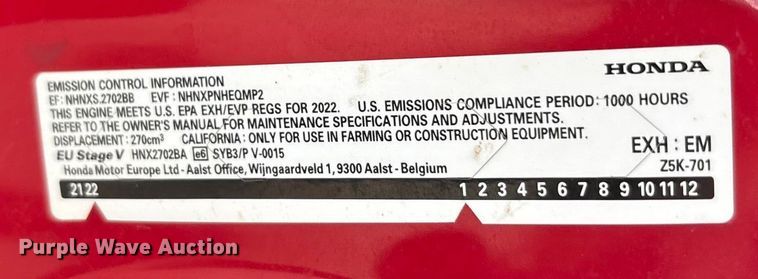 HONDA
EMISSION CONTROL INFORMATION
EF: NHNXS.2702BB EVF: NHNXPNHEQMP2
THIS ENGINE MEETS U.S. EPA EXH/EVP REGS FOR 2022. U.S. EMISSIONS COMPLIANCE PERIOD: 1000 HOURS
REFER TO THE OWNER'S MANUAL FOR MAINTENANCE SPECIFICATIONS AND ADJUSTMENTS.
DISPLACEMENT: 270cm³ CALIFORNIA: ONLY FOR USE IN FARMING OR CONSTRUCTION EQUIPMENT.
EXH : EM
EU Stage V HNX2702BA e6 SYB3/P V-0015
Z5K-701
Honda Motor Europe Ltd - Aalst Office, Wijngaardveld 1, 9300 Aalst - Belgium
21 22 1 2 3 4 5 6 7 8 9 10 11 12
Purple Wave Auction